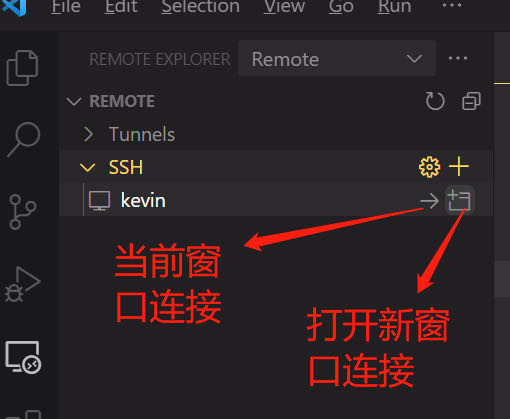 File Edit Selection View Go Run ...
REMOTE EXPLORER Remote ...
REMOTE
Tunnels
SSH
kevin
当前窗
口连接
打开新窗
口连接